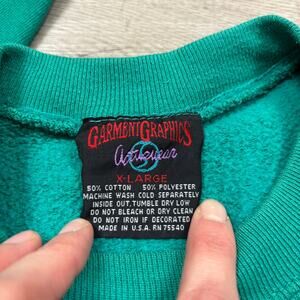 GARMENT GRAPHICS
Activewear
X-LARGE
50% COTTON 50% POLYESTER
MACHINE WASH COLD SEPARATELY
INSIDE OUT. TUMBLE DRY LOW
DO NOT BLEACH OR DRY CLEAN
DO NOT IRON IF DECORATED
MADE IN U.S.A. RN 75540